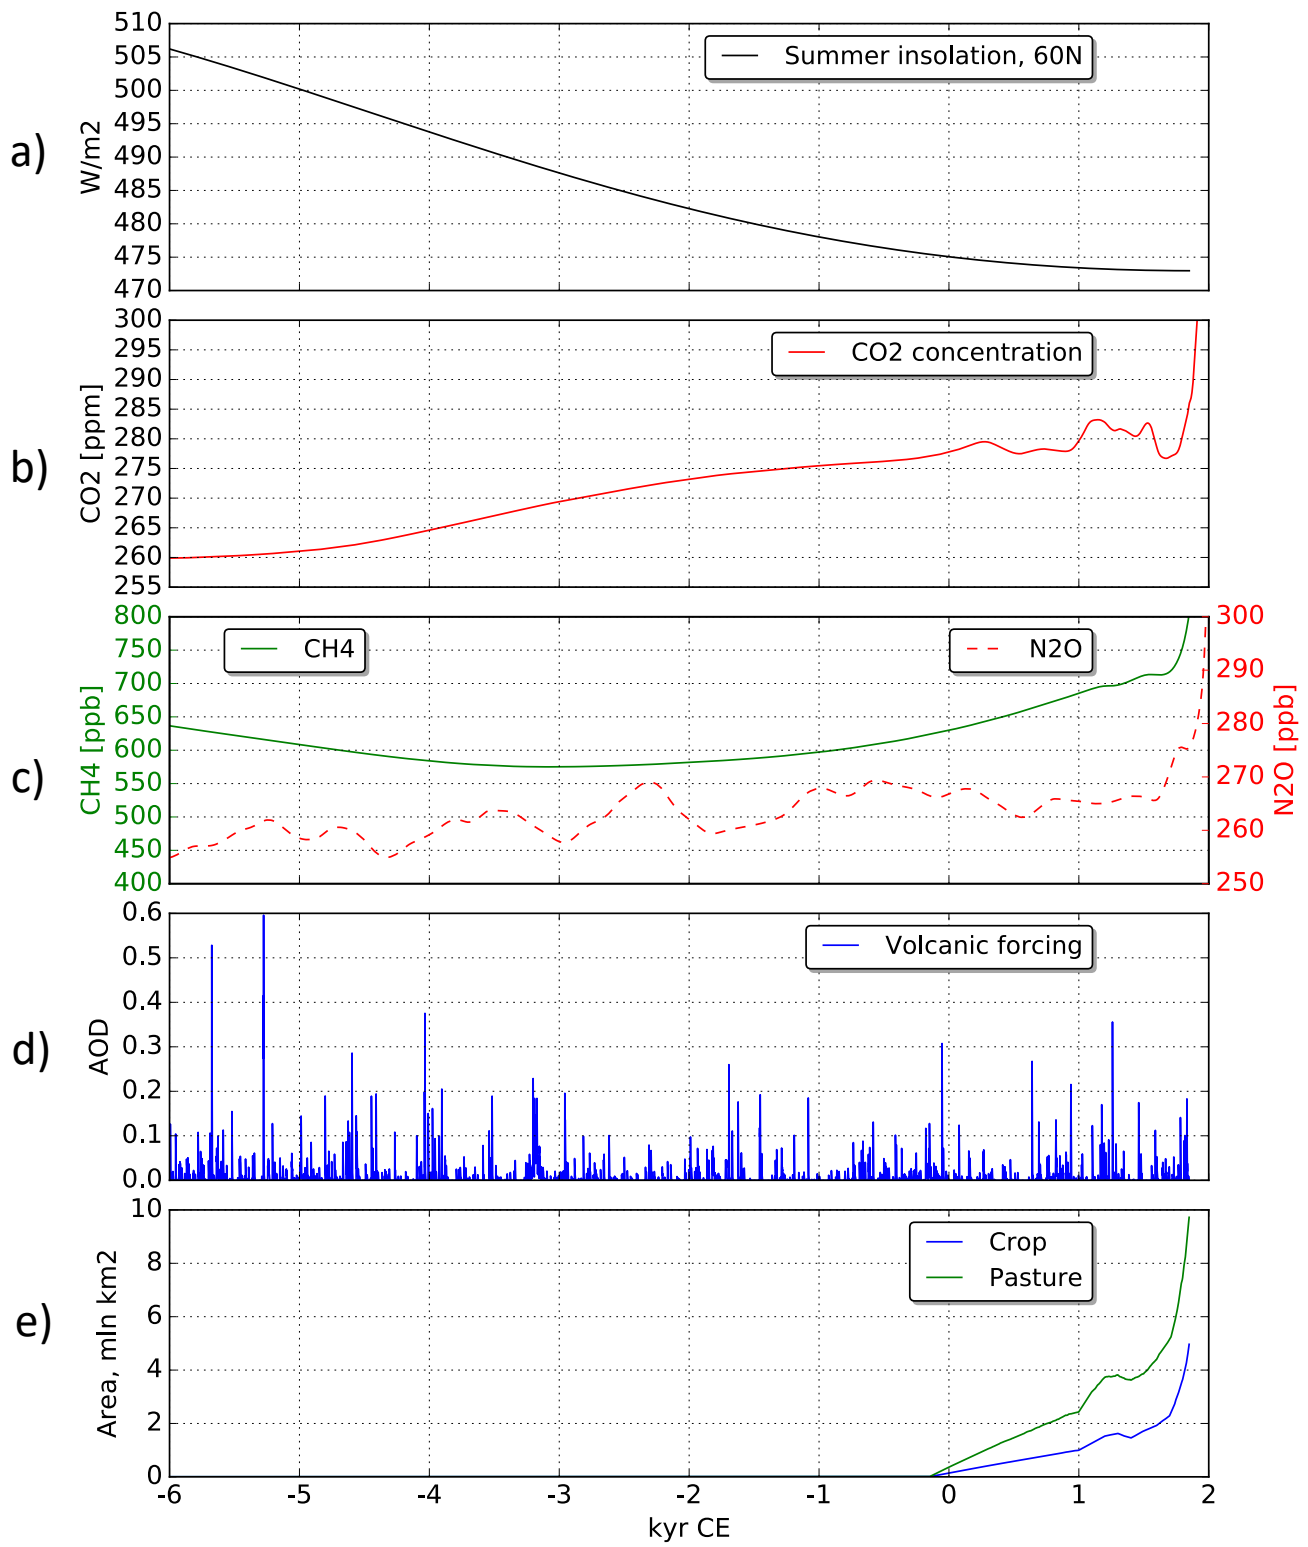 a)
W/m2
510
505
500
495
490
485
480
475
470
Summer insolation, 60N
b)
CO2 [ppm]
300
295
290
285
280
275
270
265
260
255
CO2 concentration
c)
CH4 [ppb]
800
750
700
650
600
550
500
450
400
CH4
N2O
300
290
280
270
260
250
N2O [ppb]
d)
AOD
0.6
0.5
0.4
0.3
0.2
0.1
0.0
Volcanic forcing
e)
Area, mln km2
10
8
6
4
2
0
Crop
Pasture
-6 -5 -4 -3 -2 -1 0 1 2
kyr CE